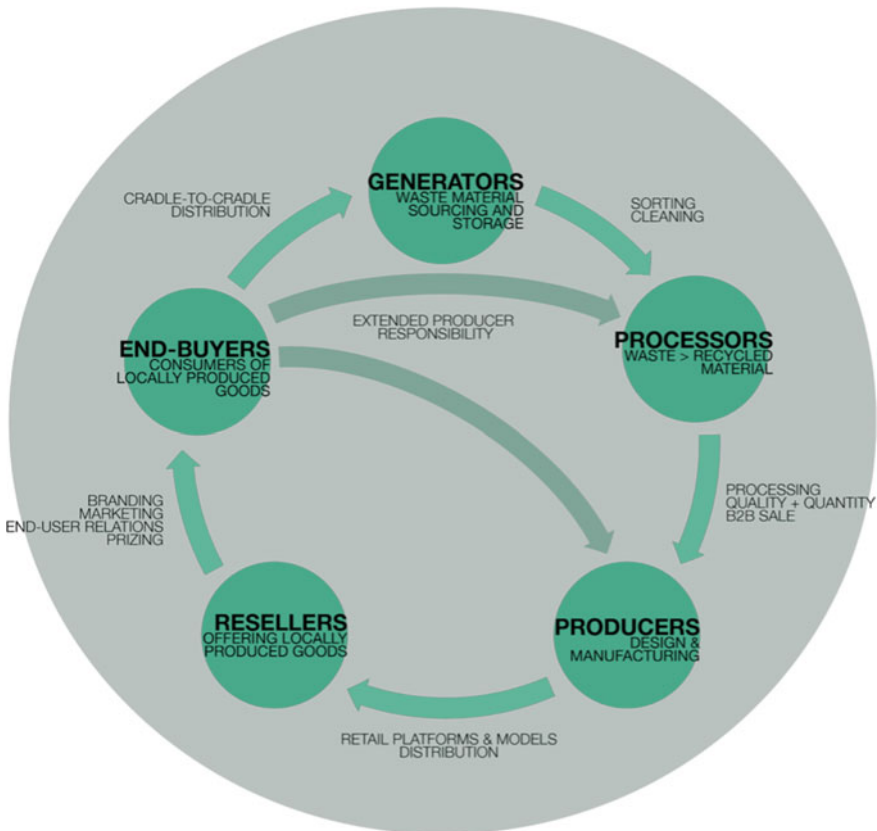 GENERATORS
WASTE MATERIAL
SOURCING AND
STORAGE
CRADLE-TO-CRADLE
DISTRIBUTION
SORTING
CLEANING
EXTENDED PRODUCER
RESPONSIBILITY
END-BUYERS
CONSUMERS OF
LOCALLY PRODUCED
GOODS
PROCESSORS
WASTE > RECYCLED
MATERIAL
BRANDING
MARKETING
END-USER RELATIONS
PRIZING
PROCESSING
QUALITY + QUANTITY
B2B SALE
RESELLERS
OFFERING LOCALLY
PRODUCED GOODS
PRODUCERS
DESIGN &
MANUFACTURING
RETAIL PLATFORMS & MODELS
DISTRIBUTION